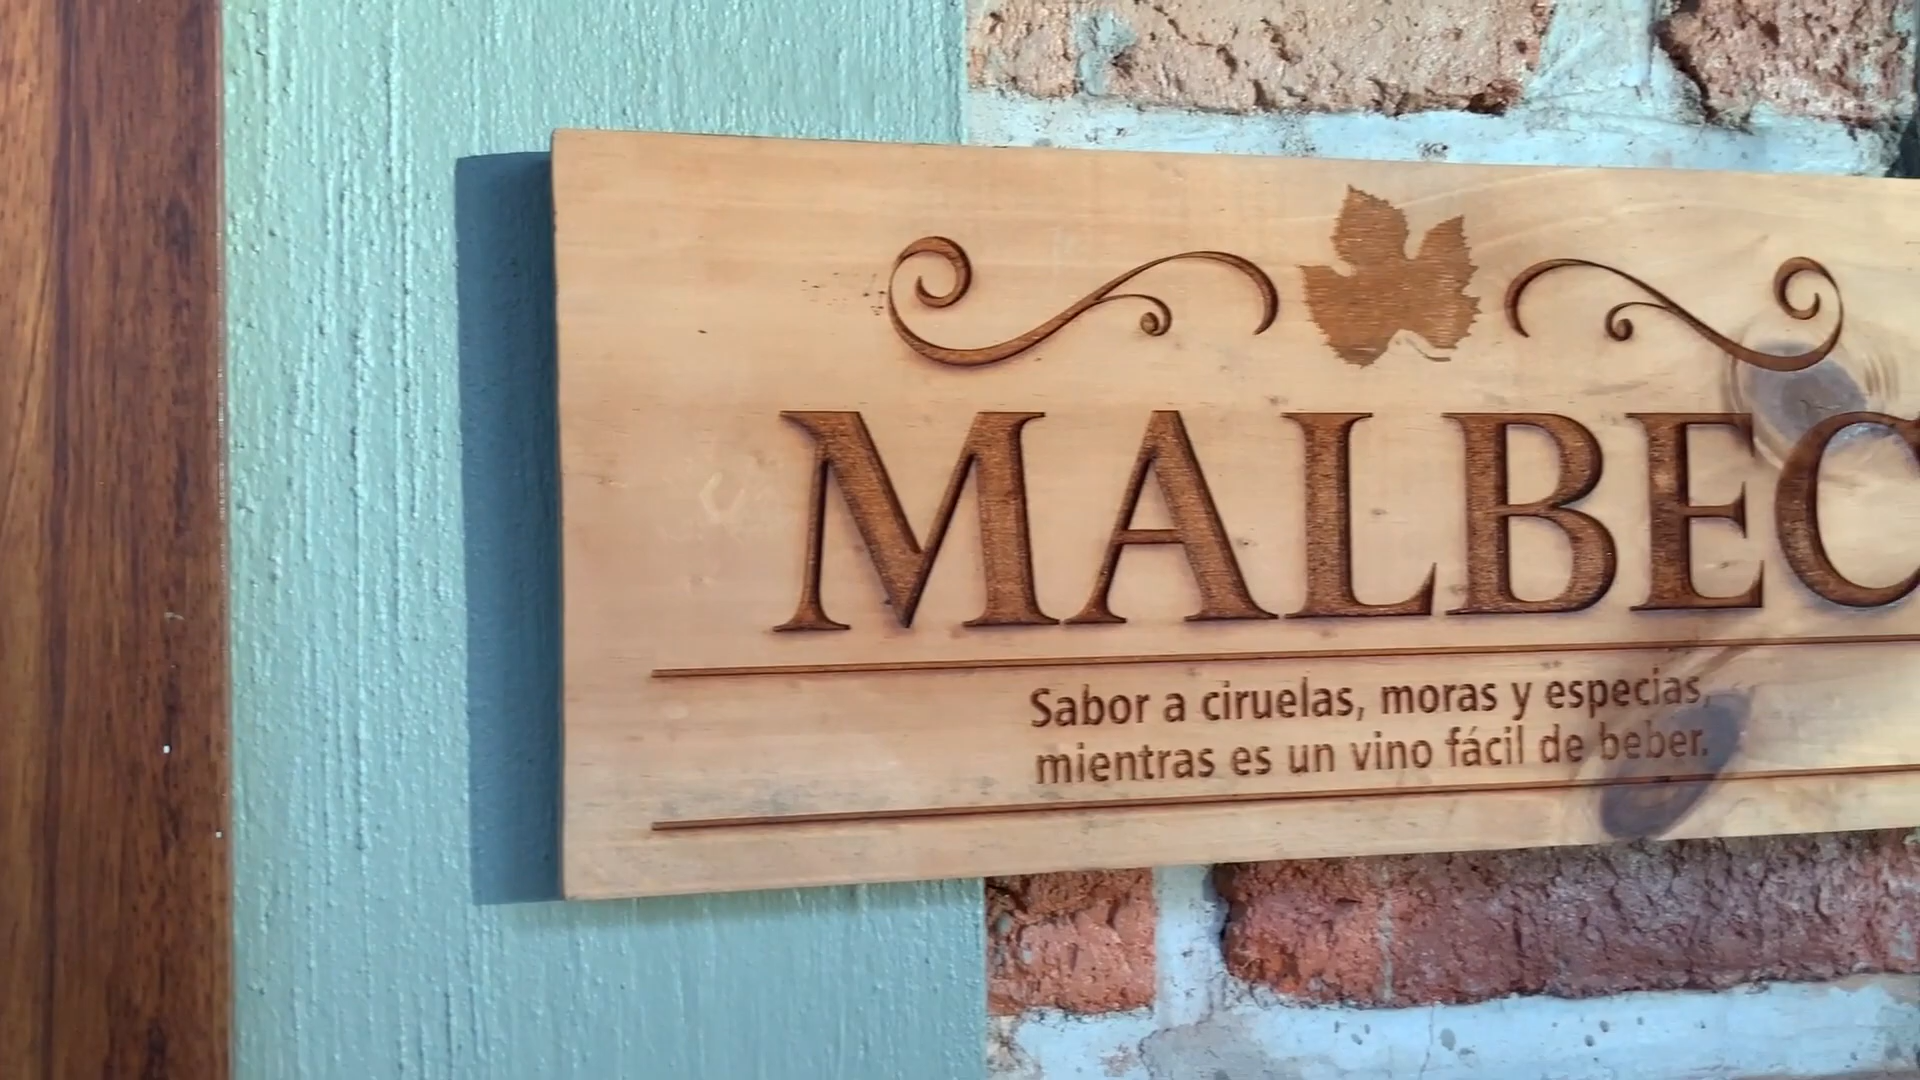 MALBEC
Sabor a ciruelas, moras y especias,
mientras es un vino fácil de beber.